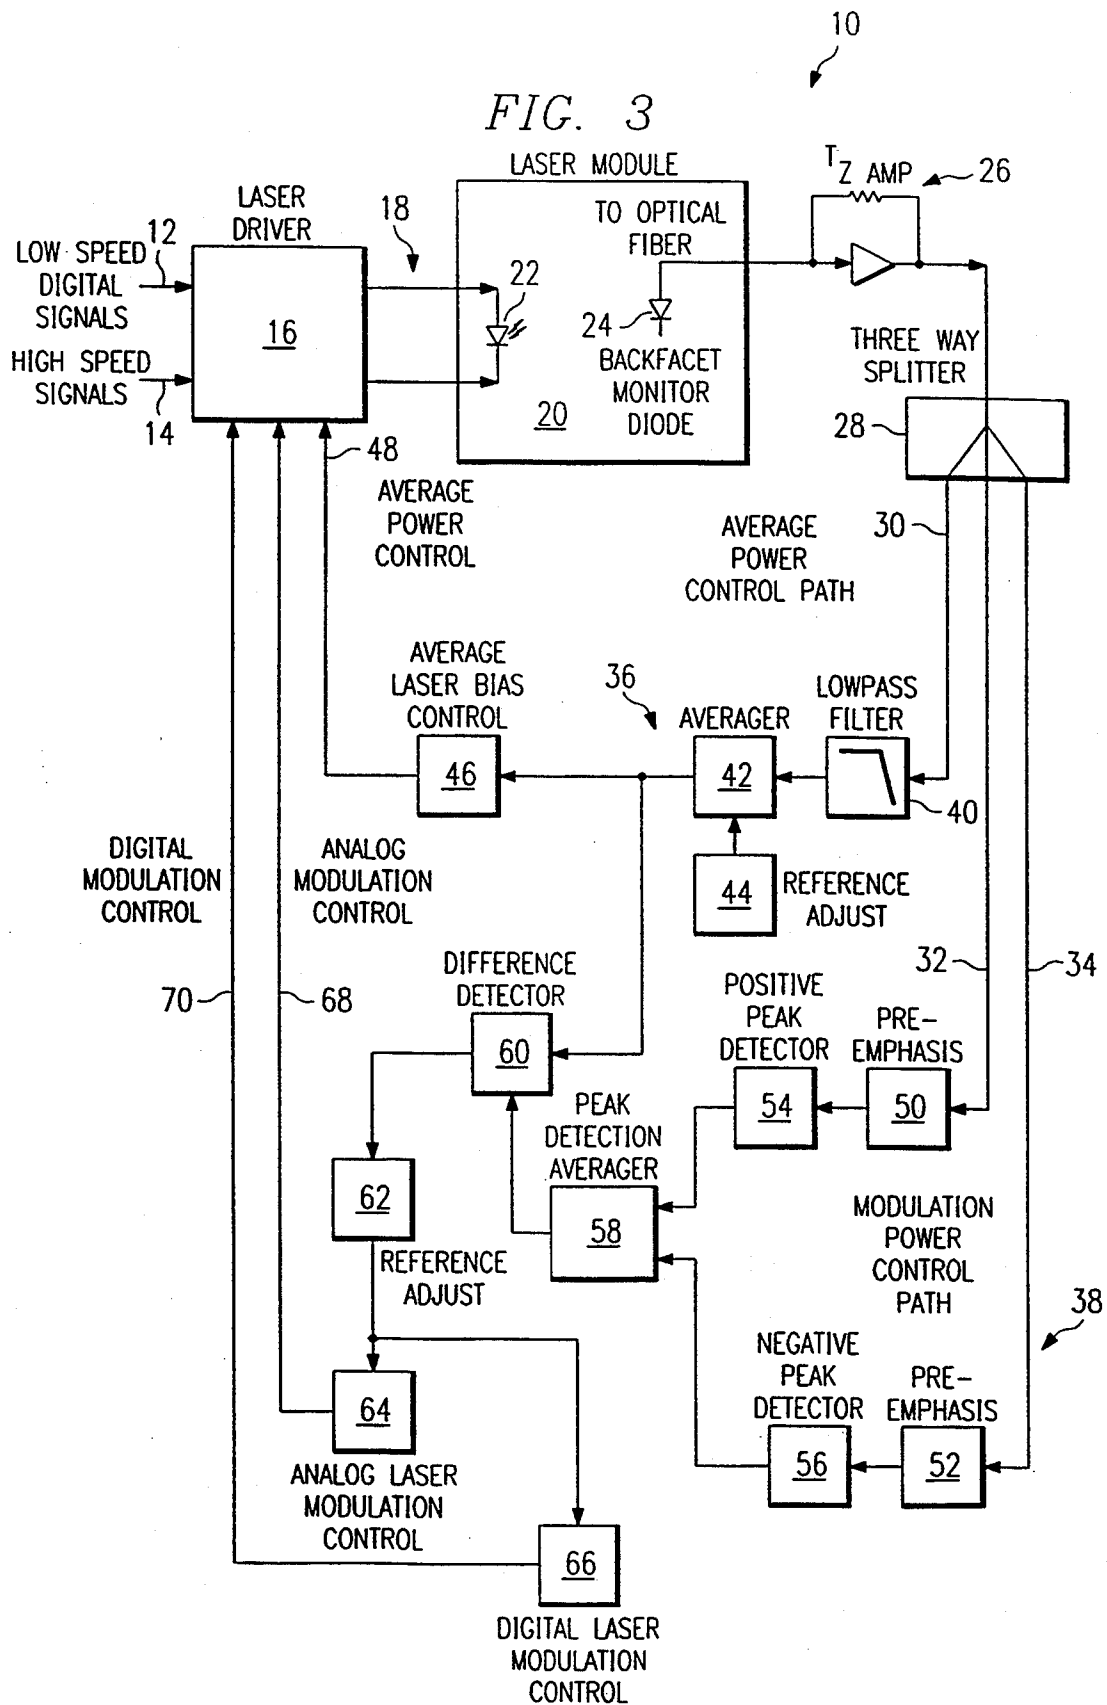 10
FIG. 3
LASER MODULE
TZ AMP
26
LASER
DRIVER
18
TO OPTICAL
FIBER
12
LOW SPEED
DIGITAL
SIGNALS
22
16
24
THREE WAY
SPLITTER
HIGH SPEED
SIGNALS
BACKFACET
MONITOR
DIODE
14
20
28
48
AVERAGE
POWER
CONTROL
AVERAGE
POWER
CONTROL PATH
30
AVERAGE
LASER BIAS
CONTROL
36
AVERAGER
LOWPASS
FILTER
46
42
40
DIGITAL
MODULATION
CONTROL
ANALOG
MODULATION
CONTROL
44
REFERENCE
ADJUST
32
34
70
68
DIFFERENCE
DETECTOR
POSITIVE
PEAK
DETECTOR
PRE-
EMPHASIS
60
54
50
PEAK
DETECTION
AVERAGER
62
58
MODULATION
POWER
CONTROL
PATH
REFERENCE
ADJUST
38
NEGATIVE
PEAK
DETECTOR
PRE-
EMPHASIS
64
56
52
ANALOG LASER
MODULATION
CONTROL
66
DIGITAL LASER
MODULATION
CONTROL